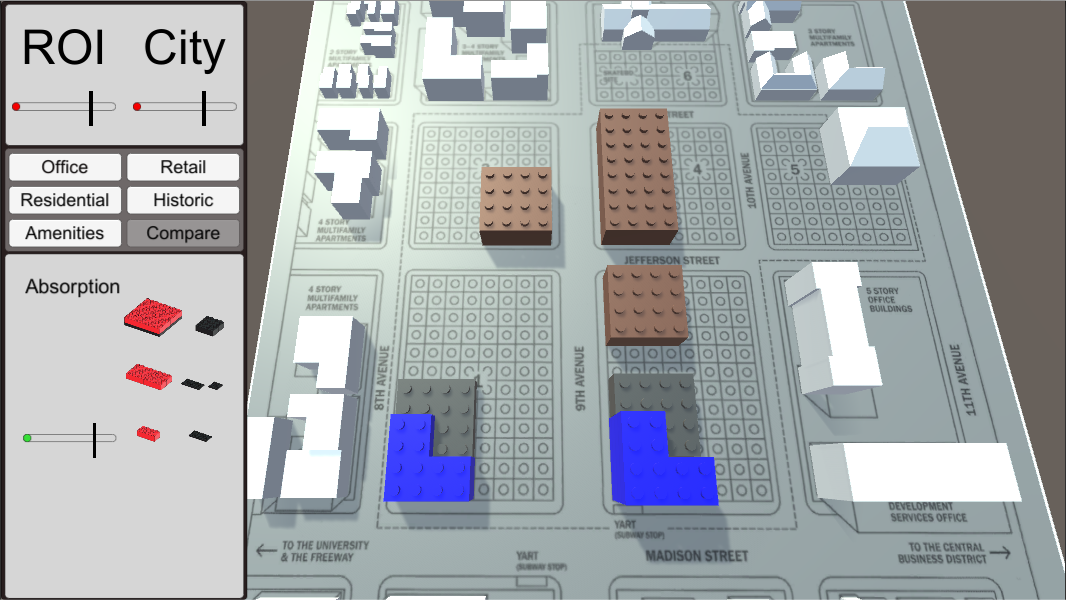 ROI City
Office
Retail
Residential
Historic
Amenities
Compare
Absorption
3 STORY
MULTIFAMILY
APARTMENTS
6
STREET
4
5
10TH AVENUE
4 STORY
MULTIFAMILY
APARTMENTS
JEFFERSON STREET
4 STORY
MULTIFAMILY
APARTMENTS
5 STORY
OFFICE
BUILDINGS
8TH AVENUE
1
9TH AVENUE
11TH AVENUE
DEVELOPMENT
SERVICES OFFICE
YART
(SUBWAY STOP)
TO THE UNIVERSITY
& THE FREEWAY
YART
(SUBWAY STOP)
MADISON STREET
TO THE CENTRAL
BUSINESS DISTRICT